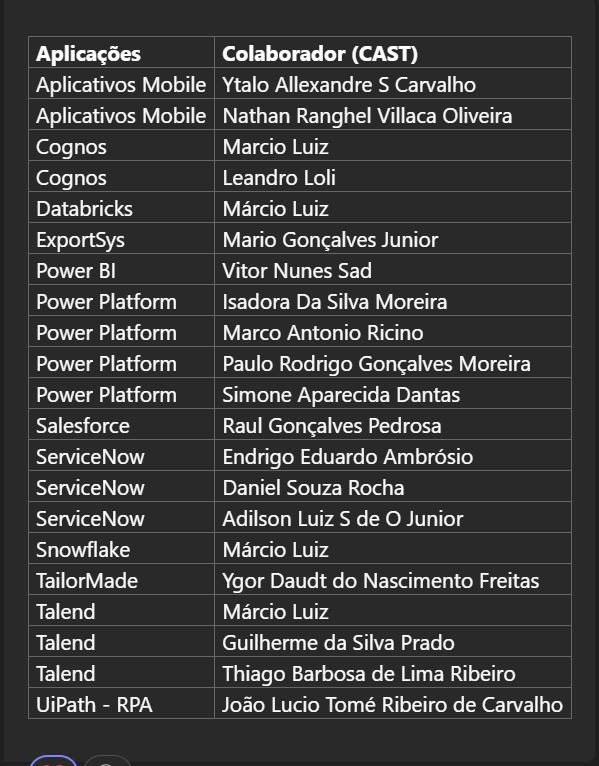 Aplicações Colaborador (CAST)
Aplicativos Mobile Ytalo Allexandre S Carvalho
Aplicativos Mobile Nathan Ranghel Villaca Oliveira
Cognos Marcio Luiz
Cognos Leandro Loli
Databricks Márcio Luiz
ExportSys Mario Gonçalves Junior
Power BI Vitor Nunes Sad
Power Platform Isadora Da Silva Moreira
Power Platform Marco Antonio Ricino
Power Platform Paulo Rodrigo Gonçalves Moreira
Power Platform Simone Aparecida Dantas
Salesforce Raul Gonçalves Pedrosa
ServiceNow Endrigo Eduardo Ambrósio
ServiceNow Daniel Souza Rocha
ServiceNow Adilson Luiz S de O Junior
Snowflake Márcio Luiz
TailorMade Ygor Daudt do Nascimento Freitas
Talend Márcio Luiz
Talend Guilherme da Silva Prado
Talend Thiago Barbosa de Lima Ribeiro
UiPath - RPA João Lucio Tomé Ribeiro de Carvalho